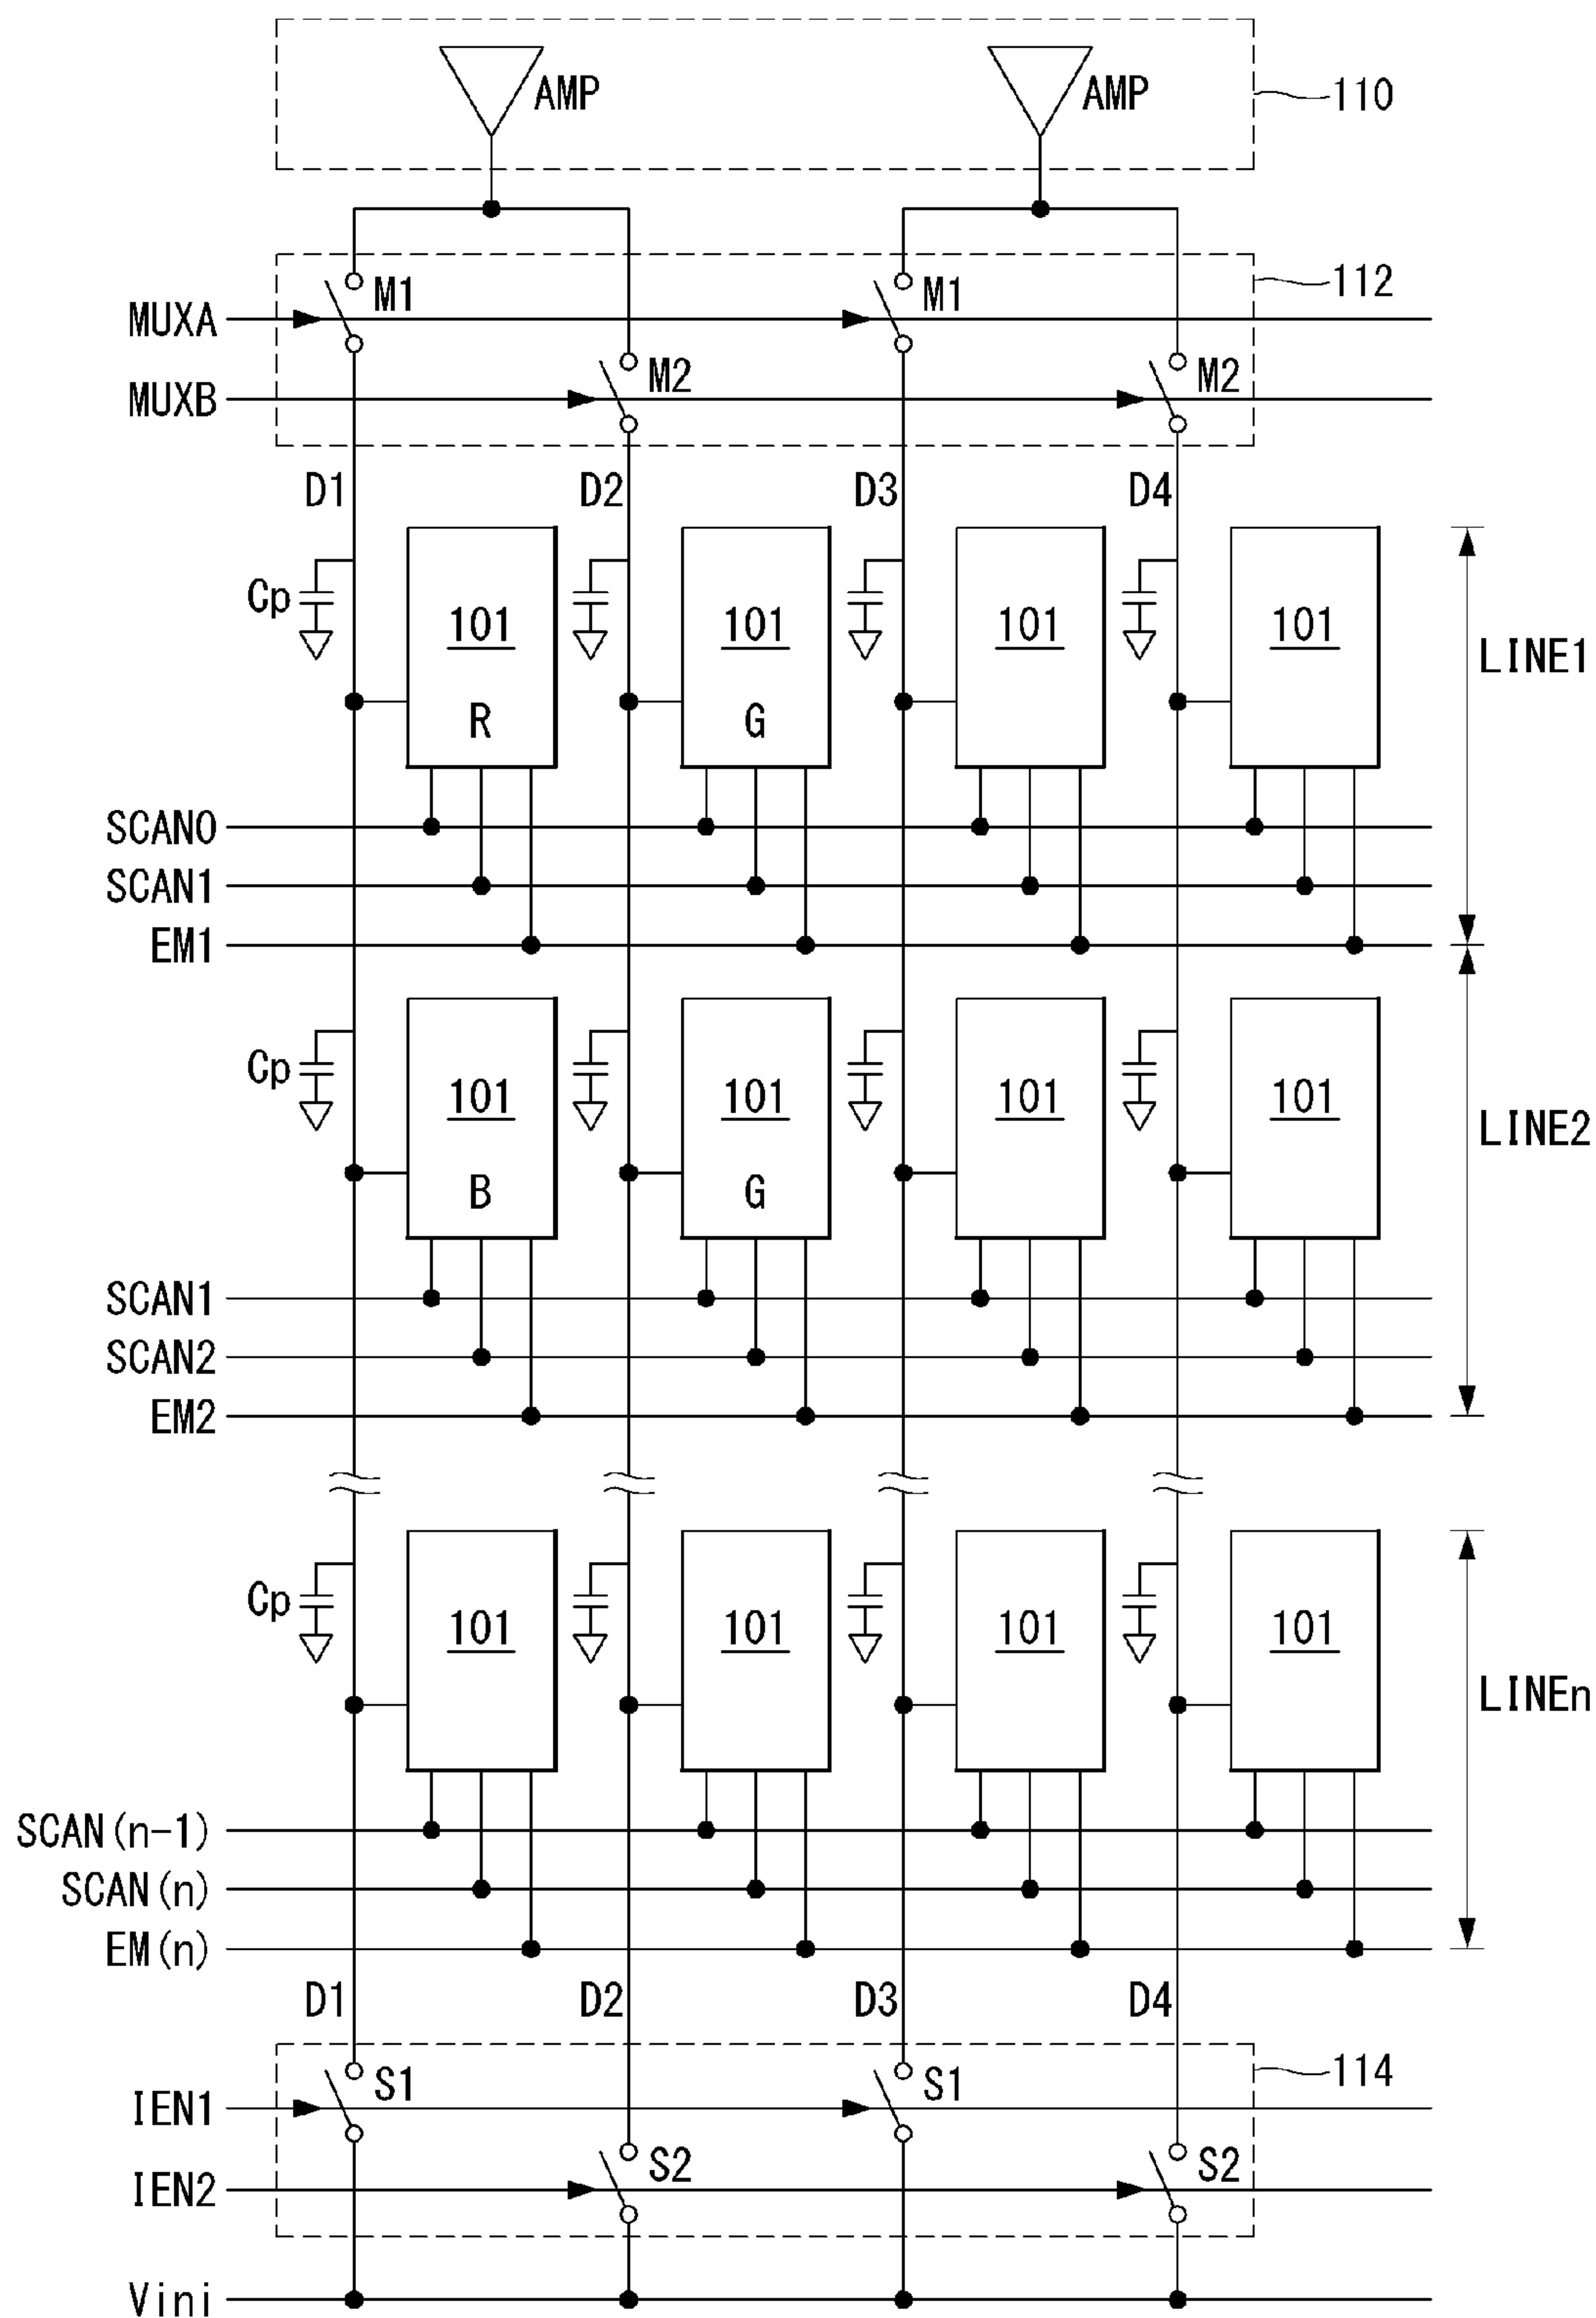 AMP AMP 110
M1 M1 112
MUXA
M2 M2
MUXB
D1 D2 D3 D4
Cp 101 101 101 101
LINE1
R G
SCAN0
SCAN1
EM1
Cp 101 101 101 101
LINE2
B G
SCAN1
SCAN2
EM2
Cp 101 101 101 101
LINEn
SCAN(n-1)
SCAN(n)
EM(n)
D1 D2 D3 D4
S1 S1 114
IEN1
S2 S2
IEN2
Vini